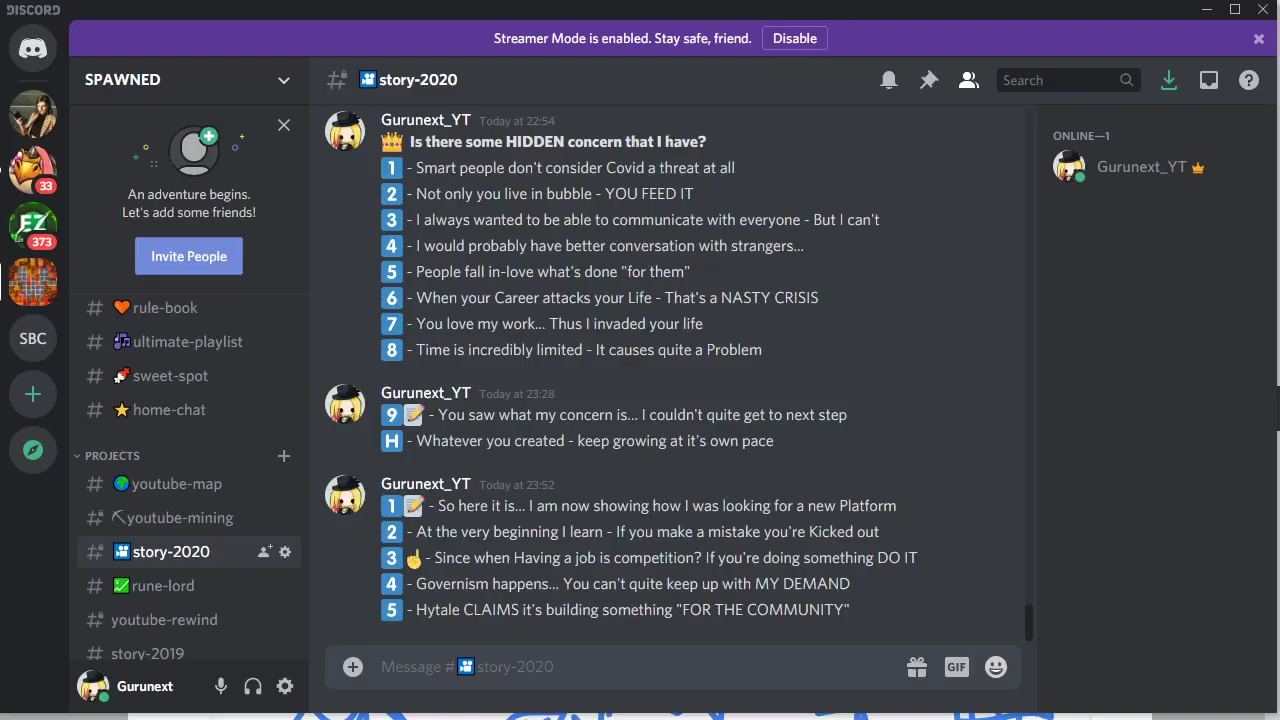 DISCORD
Streamer Mode is enabled. Stay safe, friend. Disable
SPAWNED
story-2020
Search
33
EZ
373
SBC
An adventure begins.
Let's add some friends!
Invite People
rule-book
ultimate-playlist
sweet-spot
home-chat
PROJECTS
youtube-map
youtube-mining
story-2020
rune-lord
youtube-rewind
story-2019
Gurunext
Gurunext_YT Today at 22:54
Is there some HIDDEN concern that I have?
1 - Smart people don't consider Covid a threat at all
2 - Not only you live in bubble - YOU FEED IT
3 - I always wanted to be able to communicate with everyone - But I can't
4 - I would probably have better conversation with strangers...
5 - People fall in-love what's done "for them"
6 - When your Career attacks your Life - That's a NASTY CRISIS
7 - You love my work... Thus I invaded your life
8 - Time is incredibly limited - It causes quite a Problem
Gurunext_YT Today at 23:28
9 - You saw what my concern is... I couldn't quite get to next step
H - Whatever you created - keep growing at it's own pace
Gurunext_YT Today at 23:52
1 - So here it is... I am now showing how I was looking for a new Platform
2 - At the very beginning I learn - If you make a mistake you're Kicked out
3 - Since when Having a job is competition? If you're doing something DO IT
4 - Governism happens... You can't quite keep up with MY DEMAND
5 - Hytale CLAIMS it's building something "FOR THE COMMUNITY"
Message # story-2020
GIF
ONLINE—1
Gurunext_YT